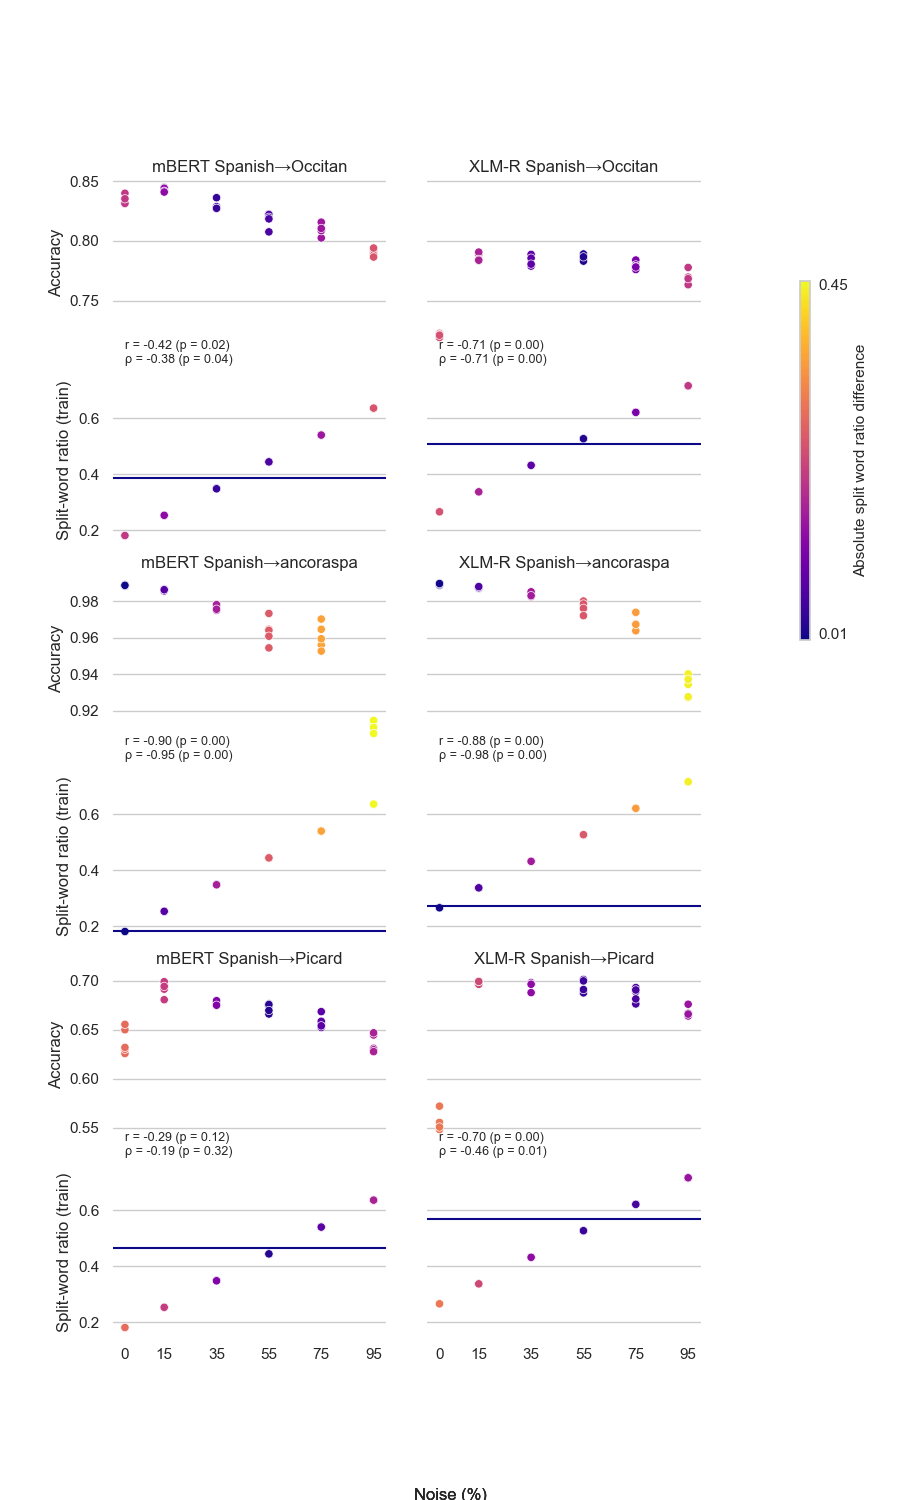 mBERT Spanish→Occitan
XLM-R Spanish→Occitan
0.85
0.80
0.75
Accuracy
r = -0.42 (p = 0.02)
ρ = -0.38 (p = 0.04)
r = -0.71 (p = 0.00)
ρ = -0.71 (p = 0.00)
0.6
0.4
0.2
Split-word ratio (train)
mBERT Spanish→ancoraspa
XLM-R Spanish→ancoraspa
0.98
0.96
0.94
0.92
Accuracy
r = -0.90 (p = 0.00)
ρ = -0.95 (p = 0.00)
r = -0.88 (p = 0.00)
ρ = -0.98 (p = 0.00)
0.6
0.4
0.2
Split-word ratio (train)
mBERT Spanish→Picard
XLM-R Spanish→Picard
0.70
0.65
0.60
0.55
Accuracy
r = -0.29 (p = 0.12)
ρ = -0.19 (p = 0.32)
r = -0.70 (p = 0.00)
ρ = -0.46 (p = 0.01)
0.6
0.4
0.2
Split-word ratio (train)
0 15 35 55 75 95
0 15 35 55 75 95
Noise (%)
0.45
0.01
Absolute split word ratio difference